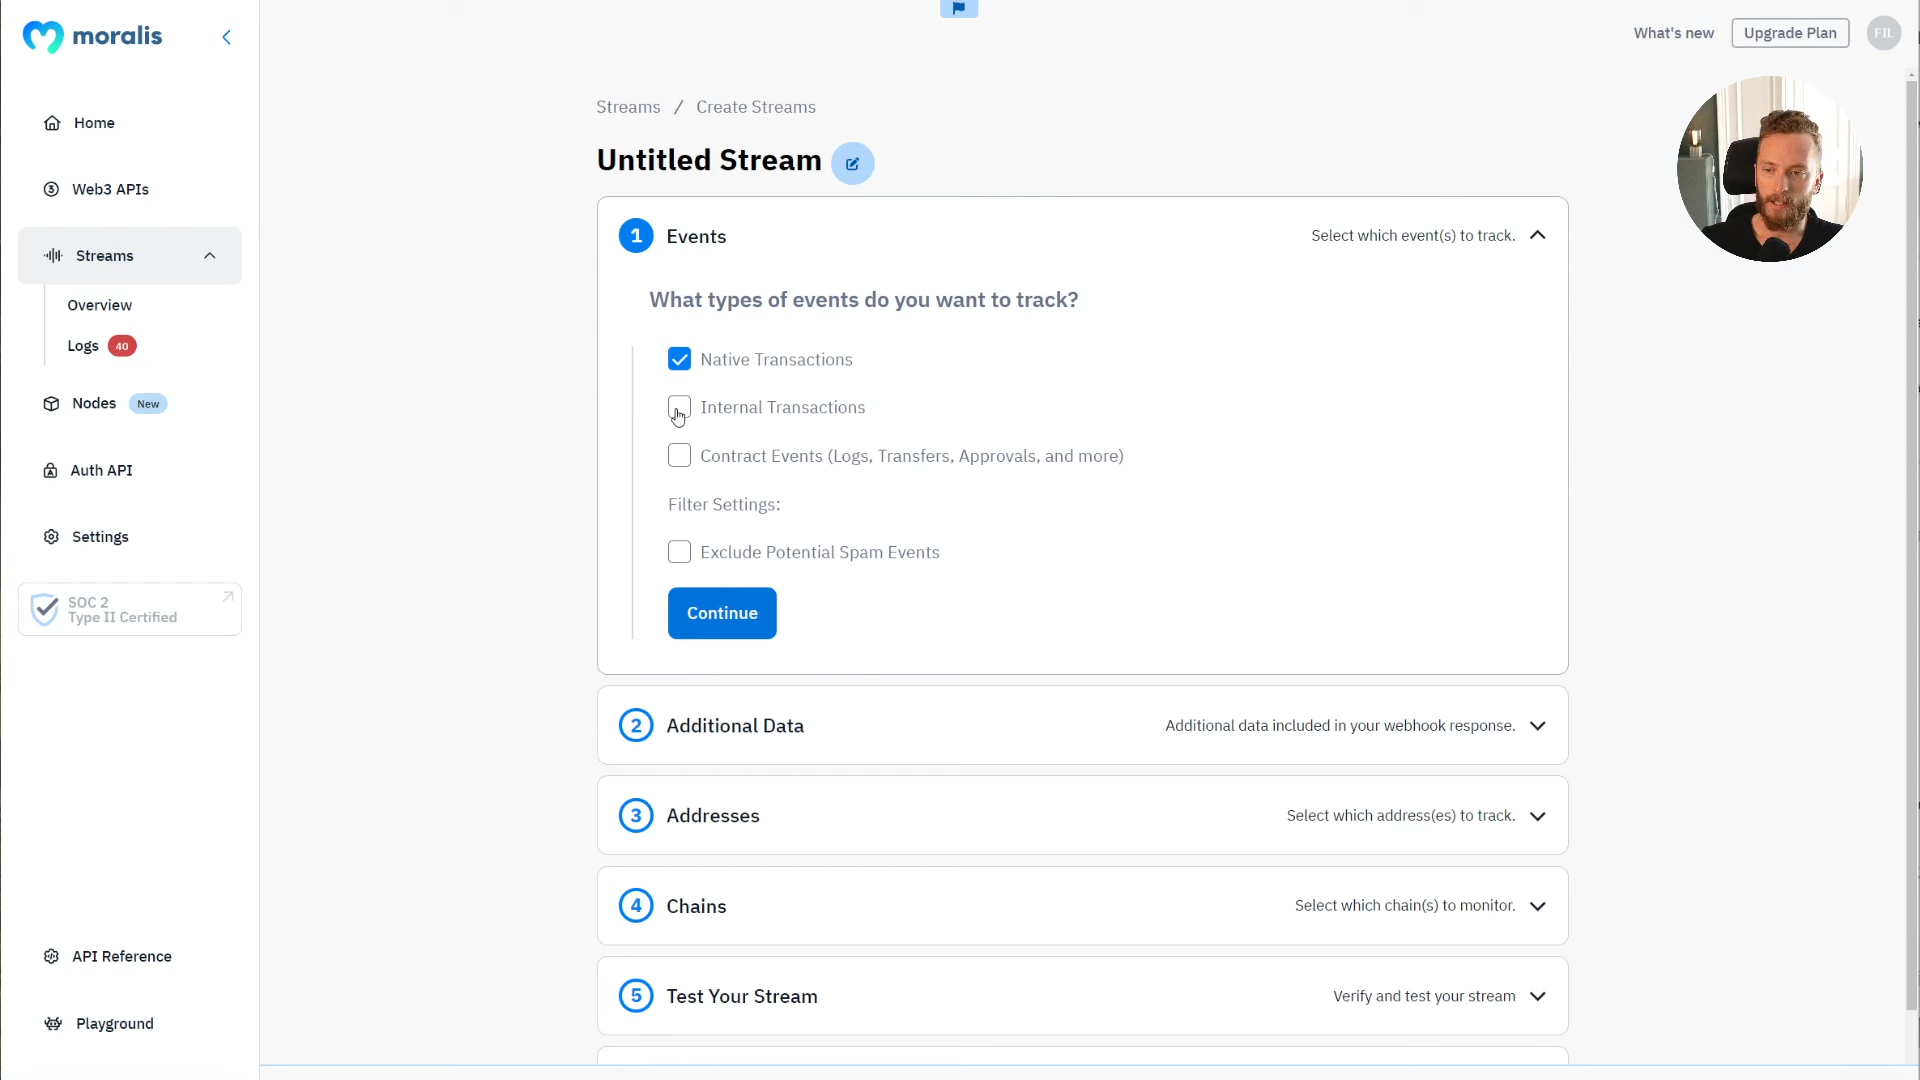 moralis
What's new
Upgrade Plan
FIL
Home
Web3 APIs
Streams
Overview
Logs 40
Nodes New
Auth API
Settings
SOC 2
Type II Certified
API Reference
Playground
Streams / Create Streams
Untitled Stream
1 Events Select which event(s) to track.
What types of events do you want to track?
Native Transactions
Internal Transactions
Contract Events (Logs, Transfers, Approvals, and more)
Filter Settings:
Exclude Potential Spam Events
Continue
2 Additional Data Additional data included in your webhook response.
3 Addresses Select which address(es) to track.
4 Chains Select which chain(s) to monitor.
5 Test Your Stream Verify and test your stream